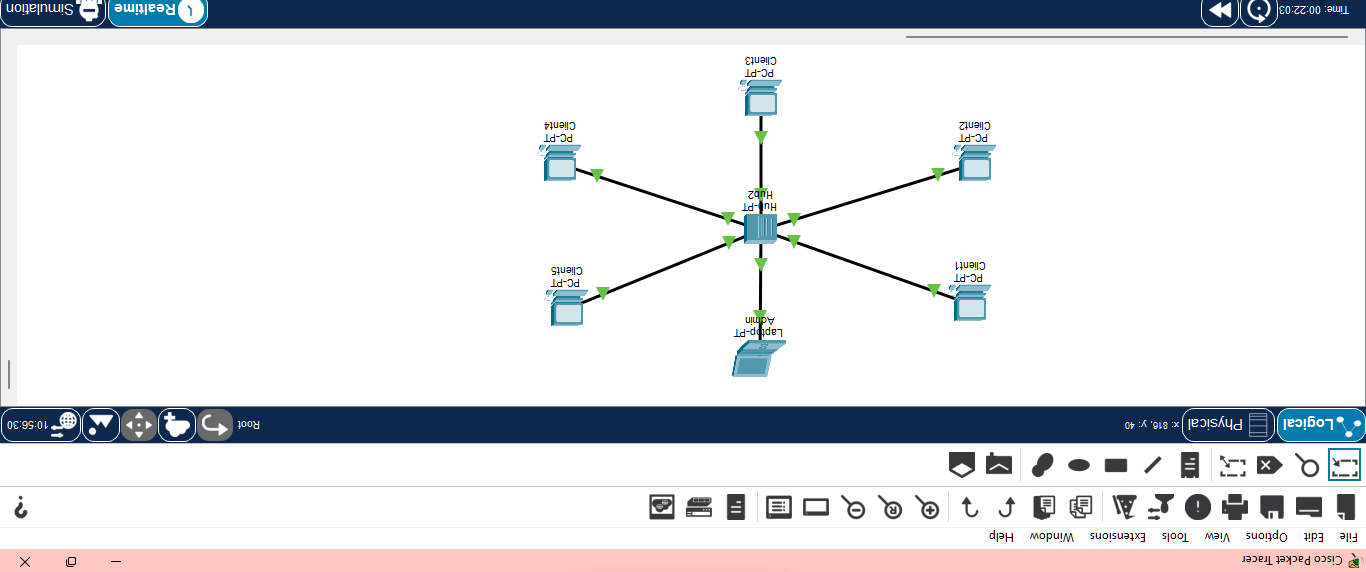 Cisco Packet Tracer
File Edit Options View Tools Extensions Window Help
Logical Physical x: 816, y: 40 Root 10:56:30
Laptop-PT
Admin
PC-PT
Client1
PC-PT
Client5
Hub-PT
Hub2
PC-PT
Client2
PC-PT
Client4
PC-PT
Client3
Time: 00:22:03 Realtime Simulation